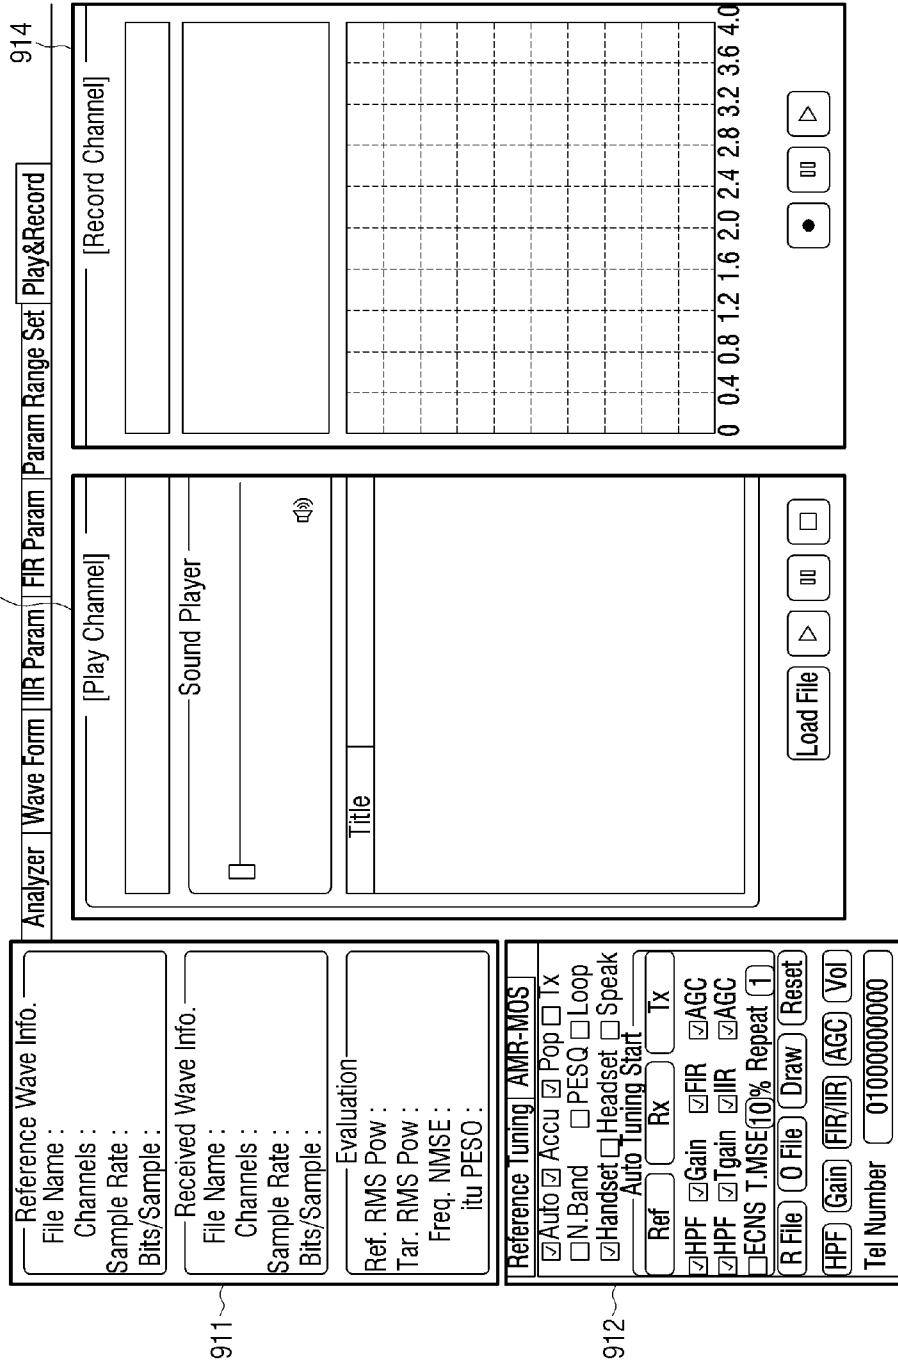 911
Reference Wave Info.
File Name :
Channels :
Sample Rate :
Bits/Sample :
Received Wave Info.
File Name :
Channels :
Sample Rate :
Bits/Sample :
Evaluation
Ref. RMS Pow :
Tar. RMS Pow :
Freq. NMSE :
itu PESO :
912
Reference Tuning AMR-MOS
Auto Accu Pop Tx
N.Band PESQ Loop
Handset Headset Speak
Auto Tuning Start
Ref Rx Tx
HPF Gain FIR AGC
HPF Tgain IIR AGC
ECNS T.MSE 10 % Repeat 1
R File O File Draw Reset
HPF Gain FIR/IIR AGC Vol
Tel Number 01000000000
Analyzer Wave Form IIR Param FIR Param Param Range Set Play&Record
[Play Channel]
Sound Player
Title
Load File
914
[Record Channel]
0 0.4 0.8 1.2 1.6 2.0 2.4 2.8 3.2 3.6 4.0